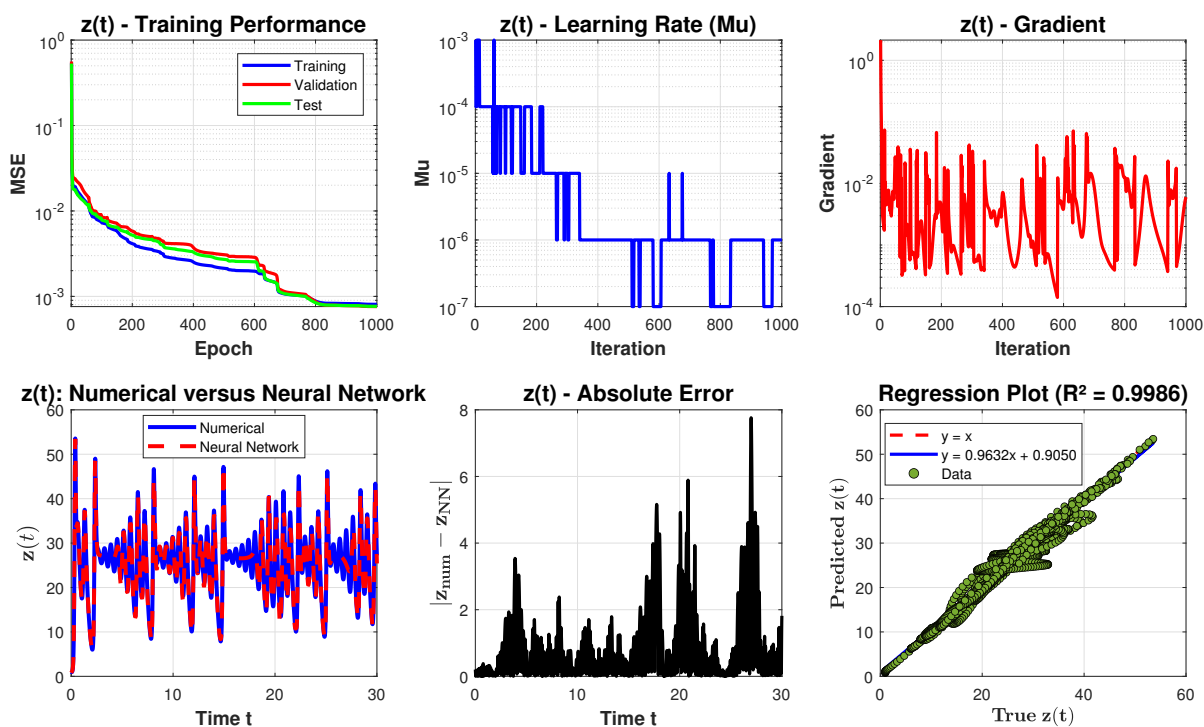 z(t) - Training Performance
10^0
10^-1
10^-2
10^-3
MSE
Training
Validation
Test
0 200 400 600 800 1000
Epoch
z(t) - Learning Rate (Mu)
10^-3
10^-4
10^-5
10^-6
10^-7
Mu
0 200 400 600 800 1000
Iteration
z(t) - Gradient
10^0
10^-2
10^-4
Gradient
0 200 400 600 800 1000
Iteration
z(t): Numerical versus Neural Network
60
50
40
30
20
10
0
z(t)
Numerical
Neural Network
0 10 20 30
Time t
z(t) - Absolute Error
8
6
4
2
0
|z_num − z_NN|
0 10 20 30
Time t
Regression Plot (R² = 0.9986)
60
50
40
30
20
10
0
Predicted z(t)
y = x
y = 0.9632x + 0.9050
Data
0 20 40 60
True z(t)